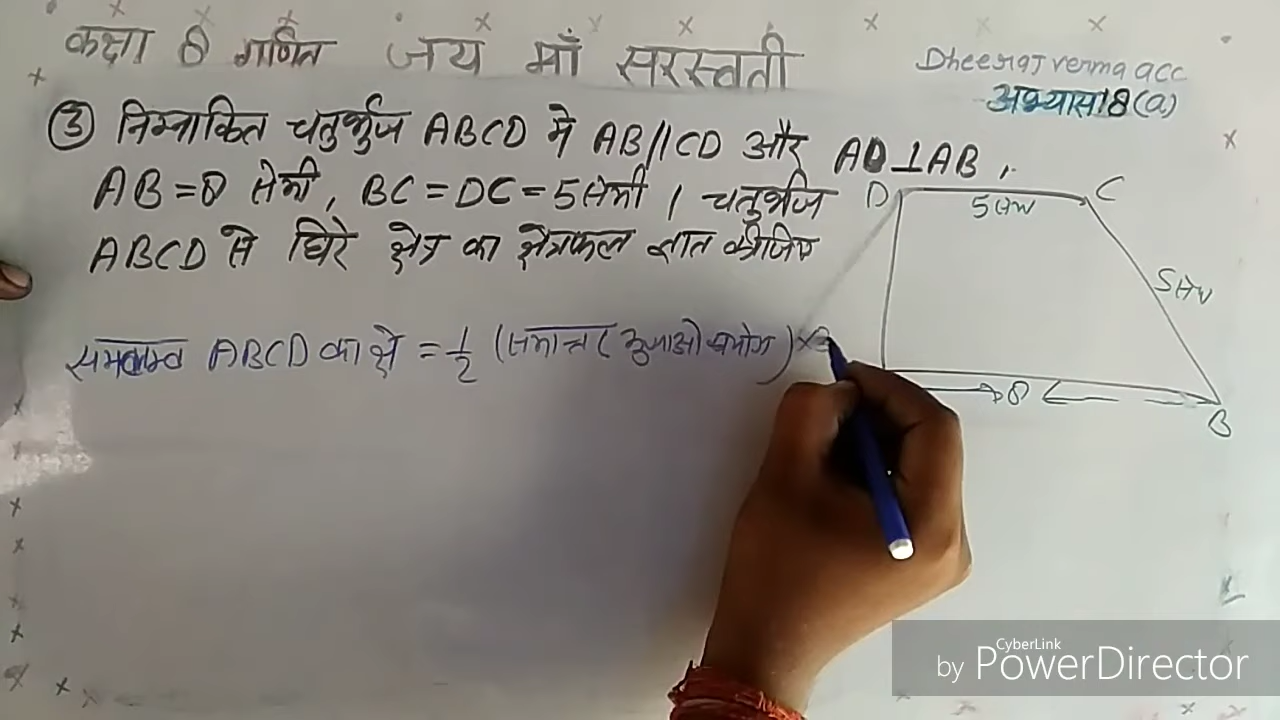 कक्षा 8 गणित जय माँ सरस्वती
Dheeraj verma acc
अभ्यास 18(a)
③ निम्नांकित चतुर्भुज ABCD मे AB//CD और AD⊥AB,
AB=8 सेमी, BC=DC=5 सेमी। चतुर्भुज
ABCD से घिरे क्षेत्र का क्षेत्रफल ज्ञात कीजिए
D
C
5 सेम
5 सेम
8
B
समलम्ब ABCD का क्षे = 1/2 (समान्तर भुजाओ का योग) ×
CyberLink
by PowerDirector